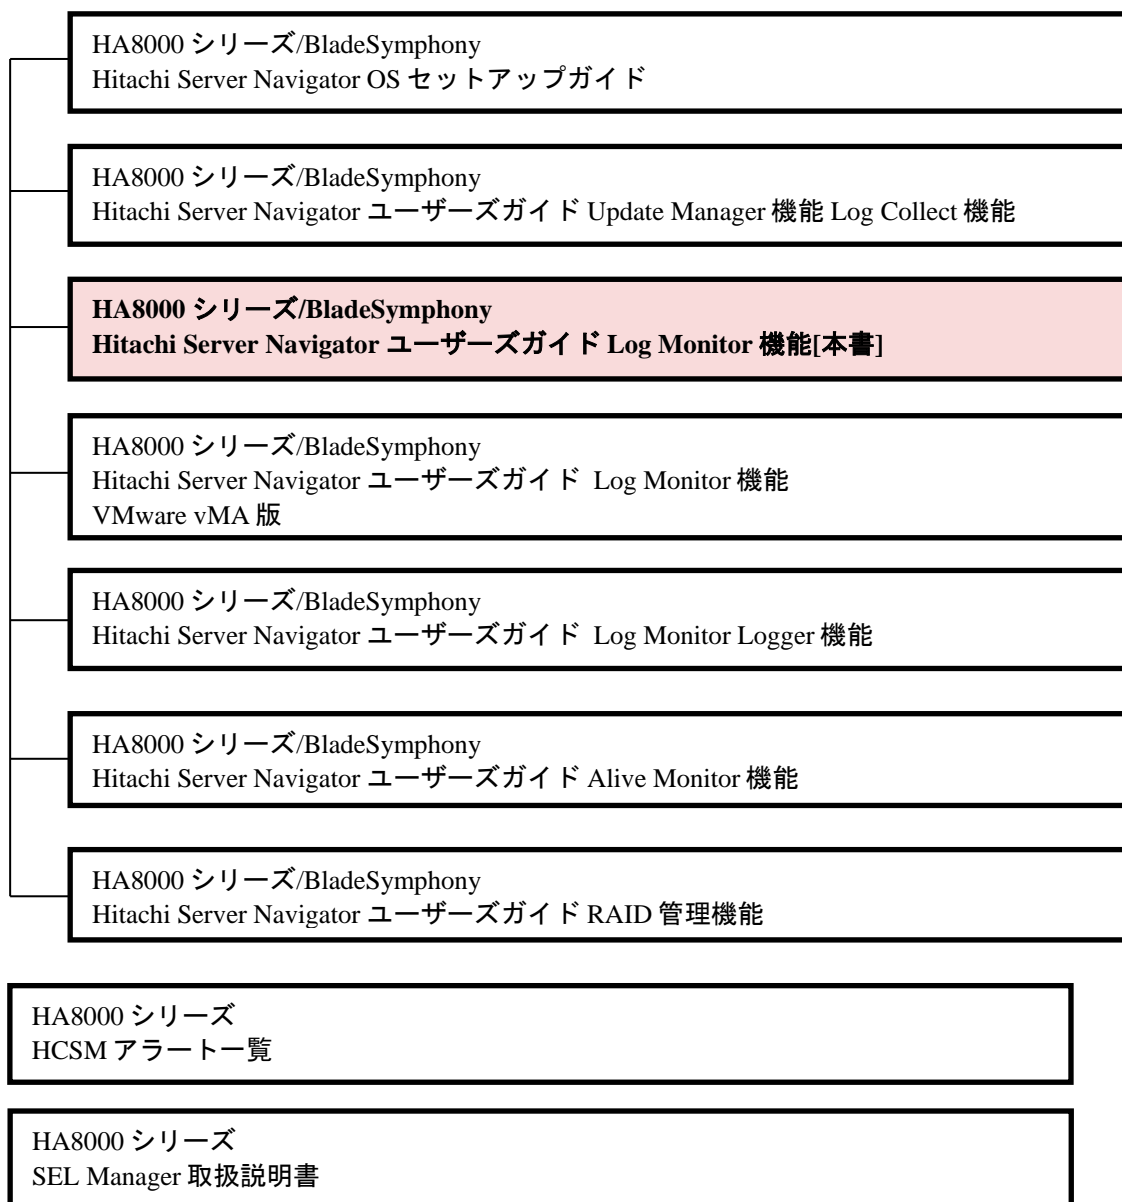 HA8000 シリーズ/BladeSymphony
Hitachi Server Navigator OS セットアップガイド
HA8000 シリーズ/BladeSymphony
Hitachi Server Navigator ユーザーズガイド Update Manager 機能 Log Collect 機能
HA8000 シリーズ/BladeSymphony
Hitachi Server Navigator ユーザーズガイド Log Monitor 機能[本書]
HA8000 シリーズ/BladeSymphony
Hitachi Server Navigator ユーザーズガイド Log Monitor 機能
VMware vMA 版
HA8000 シリーズ/BladeSymphony
Hitachi Server Navigator ユーザーズガイド Log Monitor Logger 機能
HA8000 シリーズ/BladeSymphony
Hitachi Server Navigator ユーザーズガイド Alive Monitor 機能
HA8000 シリーズ/BladeSymphony
Hitachi Server Navigator ユーザーズガイド RAID 管理機能
HA8000 シリーズ
HCSM アラート一覧
HA8000 シリーズ
SEL Manager 取扱説明書